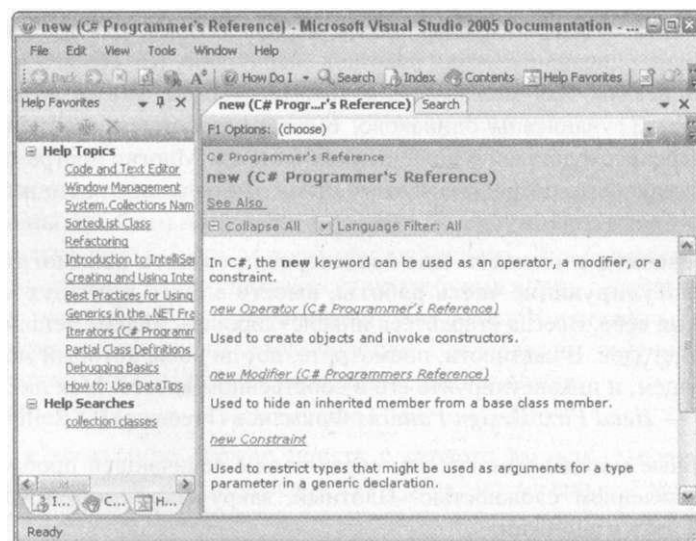 new (C# Programmer's Reference) - Microsoft Visual Studio 2005 Documentation - ...
File Edit View Tools Window Help
Back A° How Do I Search Index Contents Help Favorites
Help Favorites
new (C# Progr...r's Reference) Search
F1 Options: (choose)
C# Programmer's Reference
new (C# Programmer's Reference)
See Also
Collapse All Language Filter: All
Help Topics
Code and Text Editor
Window Management
System.Collections Nam
SortedList Class
Refactoring
Introduction to IntelliSen
Creating and Using Inte
Best Practices for Using
Generics in the .NET Fra
Iterators (C# Programm
Partial Class Definitions
Debugging Basics
How to: Use DataTips
Help Searches
collection classes
In C#, the new keyword can be used as an operator, a modifier, or a
constraint.
new Operator (C# Programmer's Reference)
Used to create objects and invoke constructors.
new Modifier (C# Programmers Reference)
Used to hide an inherited member from a base class member.
new Constraint
Used to restrict types that might be used as arguments for a type
parameter in a generic declaration.
I... C... H...
Ready